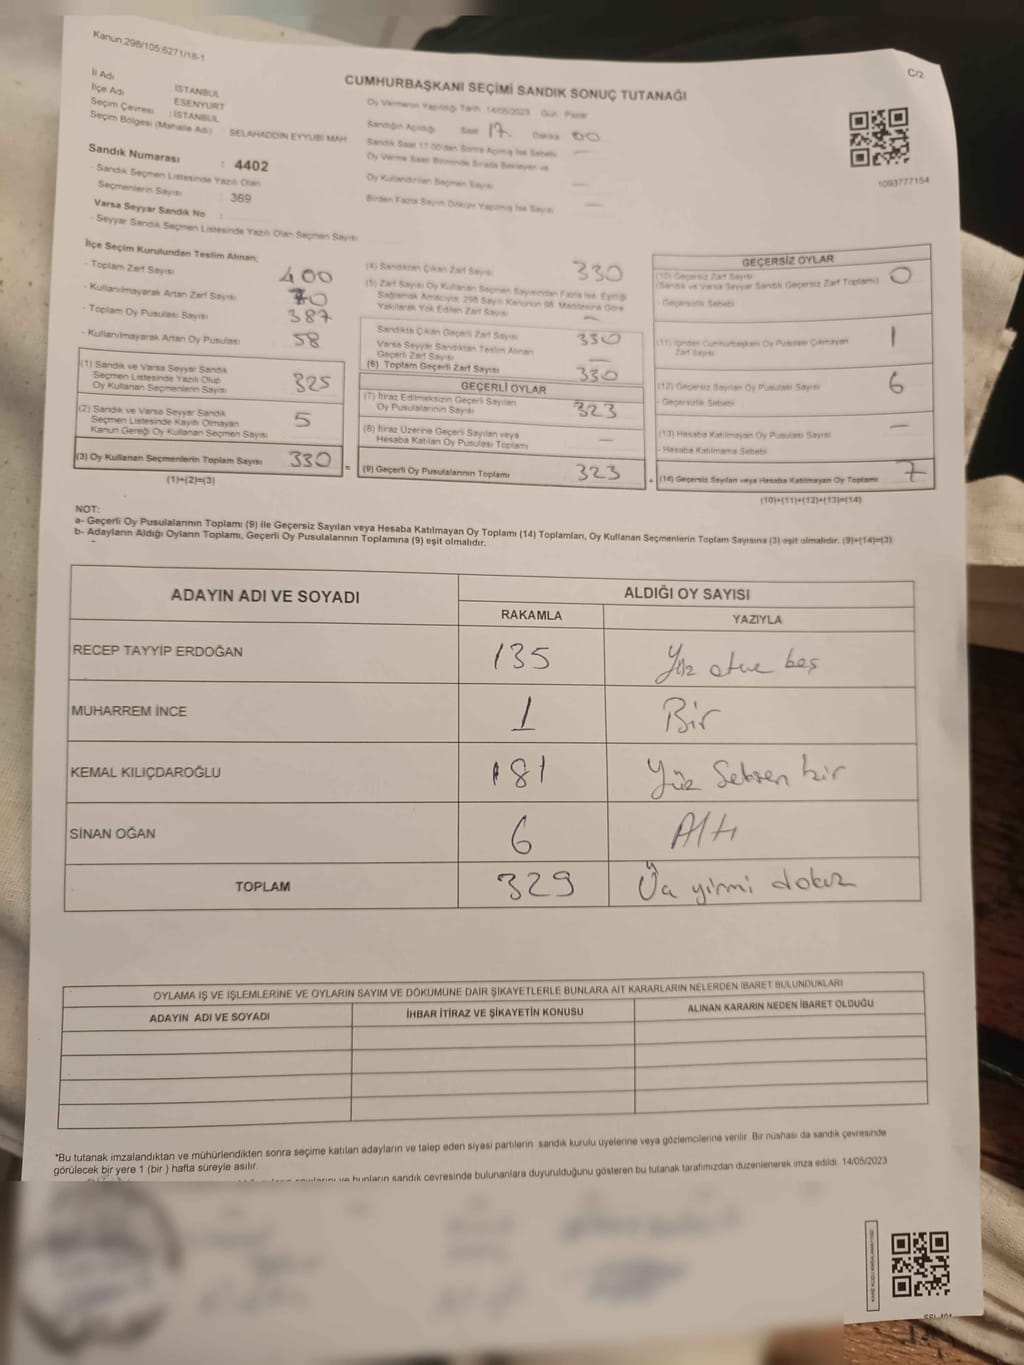 Kanun:298/105;6271/18-1
C/2
CUMHURBAŞKANI SEÇİMİ SANDIK SONUÇ TUTANAĞI
İl Adı : İSTANBUL
İlçe Adı ESENYURT
Seçim Çevresi : İSTANBUL
Seçim Bölgesi (Mahalle Adı) SELAHADDİN EYYUBİ MAH
Sandık Numarası : 4402
- Sandık Seçmen Listesinde Yazılı Olan
Seçmenlerin Sayısı 369
Varsa Seyyar Sandık No
- Seyyar Sandık Seçmen Listesinde Yazılı Olan Seçmen Sayısı
Oy Vermenin Yapıldığı Tarih : 14/05/2023 Gün : Pazar
Sandığın Açıldığı Saat 17 Dakika 00
Sandık Saat 17:00'den Sonra Açılmış İse Sebebi —
Oy Verme Saati Bitiminde Sırada Bekleyen ve
Oy Kullandırılan Seçmen Sayısı —
Birden Fazla Sayım Döküm Yapılmış İse Sayısı —
1093777154
İlçe Seçim Kurulundan Teslim Alınan;
- Toplam Zarf Sayısı 400
- Kullanılmayarak Artan Zarf Sayısı 70
- Toplam Oy Pusulası Sayısı 387
- Kullanılmayarak Artan Oy Pusulası 58
(1) Sandık ve Varsa Seyyar Sandık
Seçmen Listesinde Yazılı Olup
Oy Kullanan Seçmenlerin Sayısı 325
(2) Sandık ve Varsa Seyyar Sandık
Seçmen Listesinde Kayıtlı Olmayan
Kanun Gereği Oy Kullanan Seçmen Sayısı 5
(3) Oy Kullanan Seçmenlerin Toplam Sayısı 330
(1)+(2)=(3)
=
(4) Sandıktan Çıkan Zarf Sayısı 330
(5) Zarf Sayısı Oy Kullanan Seçmen Sayısından Fazla İse, Eşitliği
Sağlamak Amacıyla; 298 Sayılı Kanunun 98. Maddesine Göre
Yakılarak Yok Edilen Zarf Sayısı —
Sandıkta Çıkan Geçerli Zarf Sayısı 330
Varsa Seyyar Sandıktan Teslim Alınan
Geçerli Zarf Sayısı —
(6) Toplam Geçerli Zarf Sayısı 330
GEÇERLİ OYLAR
(7) İtiraz Edilmeksizin Geçerli Sayılan
Oy Pusulalarının Sayısı 323
(8) İtiraz Üzerine Geçerli Sayılan veya
Hesaba Katılan Oy Pusulası Toplamı —
(9) Geçerli Oy Pusulalarının Toplamı 323
+
GEÇERSİZ OYLAR
(10) Geçersiz Zarf Sayısı
(Sandık ve Varsa Seyyar Sandık Geçersiz Zarf Toplamı) 0
- Geçersizlik Sebebi
(11) İçinden Cumhurbaşkanı Oy Pusulası Çıkmayan
Zarf Sayısı 1
(12) Geçersiz Sayılan Oy Pusulası Sayısı 6
- Geçersizlik Sebebi
(13) Hesaba Katılmayan Oy Pusulası Sayısı —
- Hesaba Katılmama Sebebi
(14) Geçersiz Sayılan veya Hesaba Katılmayan Oy Toplamı 7
(10)+(11)+(12)+(13)=(14)
NOT:
a- Geçerli Oy Pusulalarının Toplamı (9) ile Geçersiz Sayılan veya Hesaba Katılmayan Oy Toplamı (14) Toplamları, Oy Kullanan Seçmenlerin Toplam Sayısına (3) eşit olmalıdır. (9)+(14)=(3)
b- Adayların Aldığı Oyların Toplamı, Geçerli Oy Pusulalarının Toplamına (9) eşit olmalıdır.
ADAYIN ADI VE SOYADI ALDIĞI OY SAYISI
RAKAMLA YAZIYLA
RECEP TAYYİP ERDOĞAN 135 Yüz otuz beş
MUHARREM İNCE 1 Bir
KEMAL KILIÇDAROĞLU 181 Yüz Seksen bir
SİNAN OĞAN 6 Altı
TOPLAM 329 yirmi dokuz
OYLAMA İŞ VE İŞLEMLERİNE VE OYLARIN SAYIM VE DÖKÜMÜNE DAİR ŞİKAYETLERLE BUNLARA AİT KARARLARIN NELERDEN İBARET BULUNDUKLARI
ADAYIN ADI VE SOYADI İHBAR İTİRAZ VE ŞİKAYETİN KONUSU ALINAN KARARIN NEDEN İBARET OLDUĞU
*Bu tutanak imzalandıktan ve mühürlendikten sonra seçime katılan adayların ve talep eden siyasi partilerin sandık kurulu üyelerine veya gözlemcilerine verilir. Bir nüshası da sandık çevresinde
görülecek bir yere 1 (bir ) hafta süreyle asılır.
ve bunların sandık çevresinde bulunanlara duyurulduğunu gösteren bu tutanak tarafımızdan düzenlenerek imza edildi. 14/05/2023